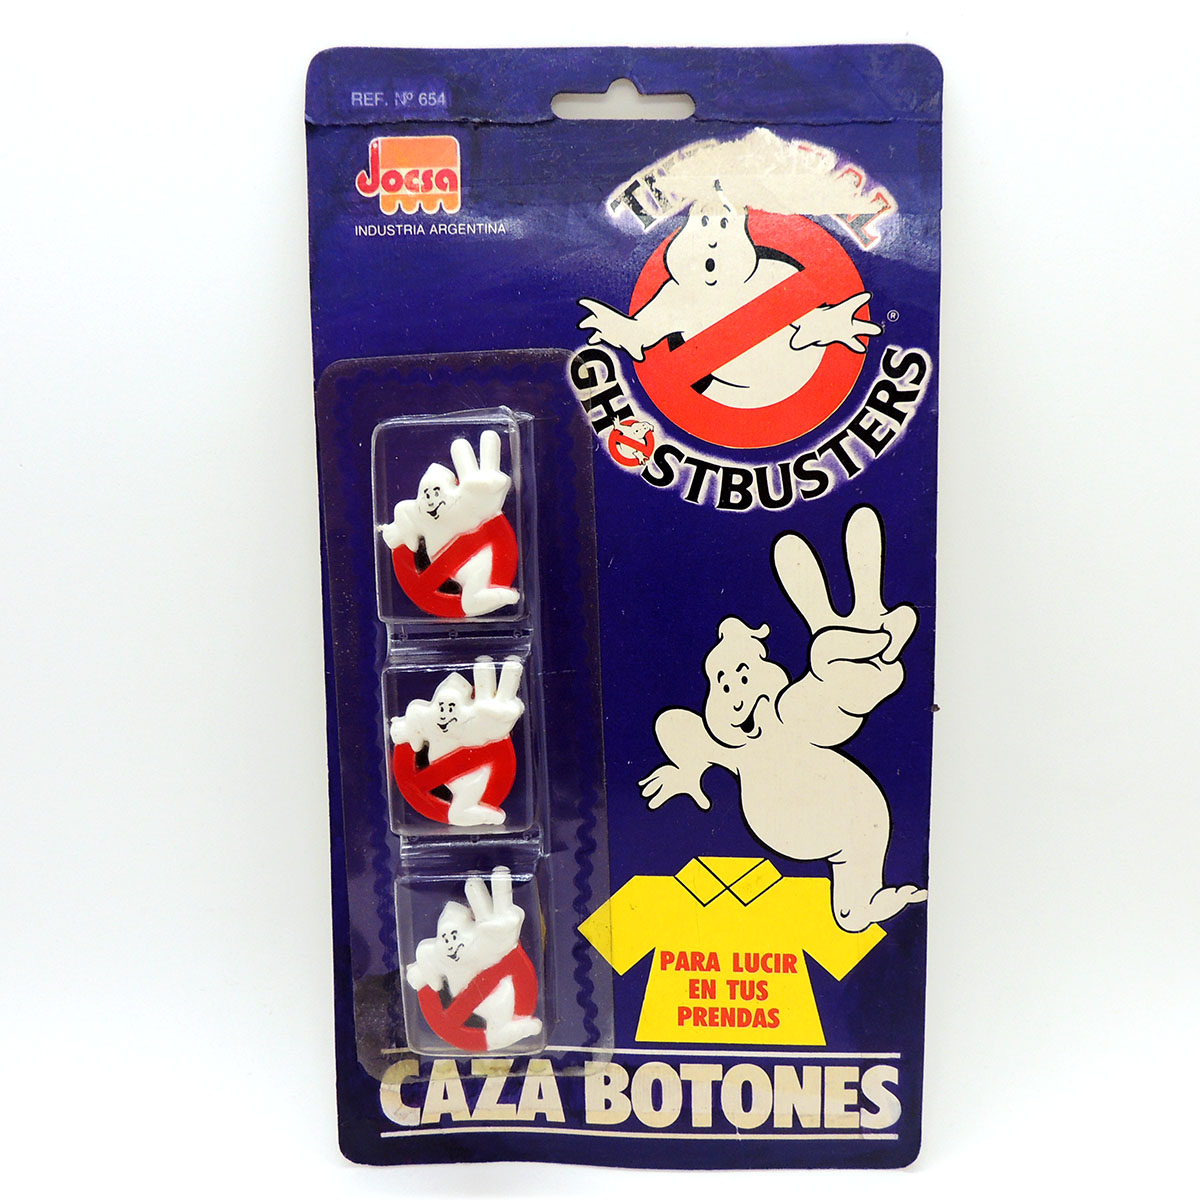 REF. Nº 654
Jocsa
INDUSTRIA ARGENTINA
®
GHOSTBUSTERS
PARA LUCIR
EN TUS
PRENDAS
CAZA BOTONES